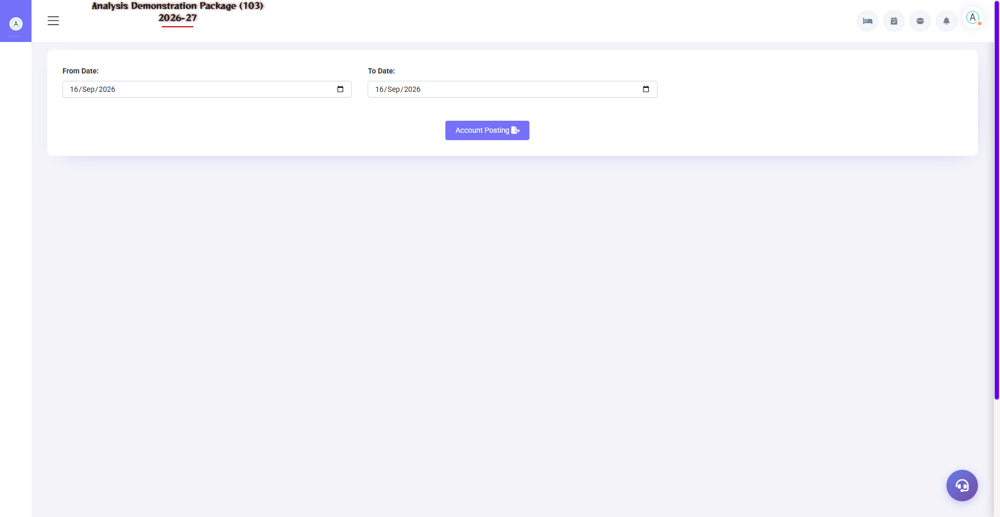 Analysis Demonstration Package (103)
2026-27
A
A
From Date:
To Date:
16/Sep/2026
16/Sep/2026
Account Posting